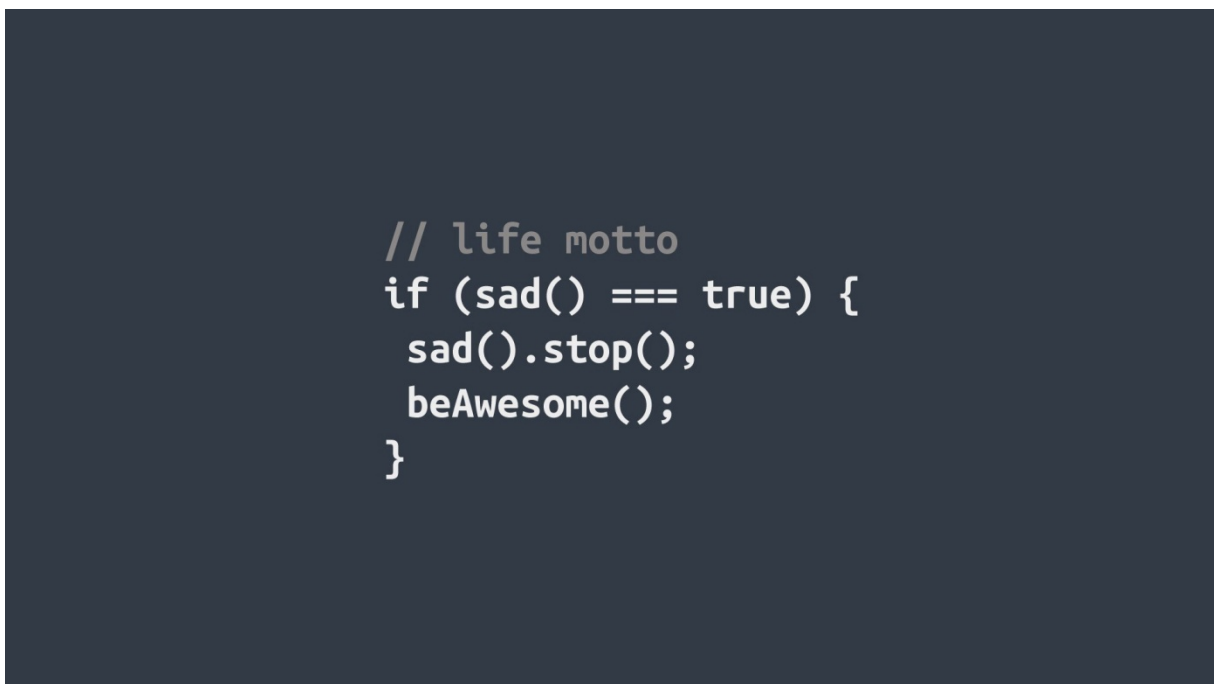 // life motto
if (sad() === true) {
 sad().stop();
 beAwesome();
}